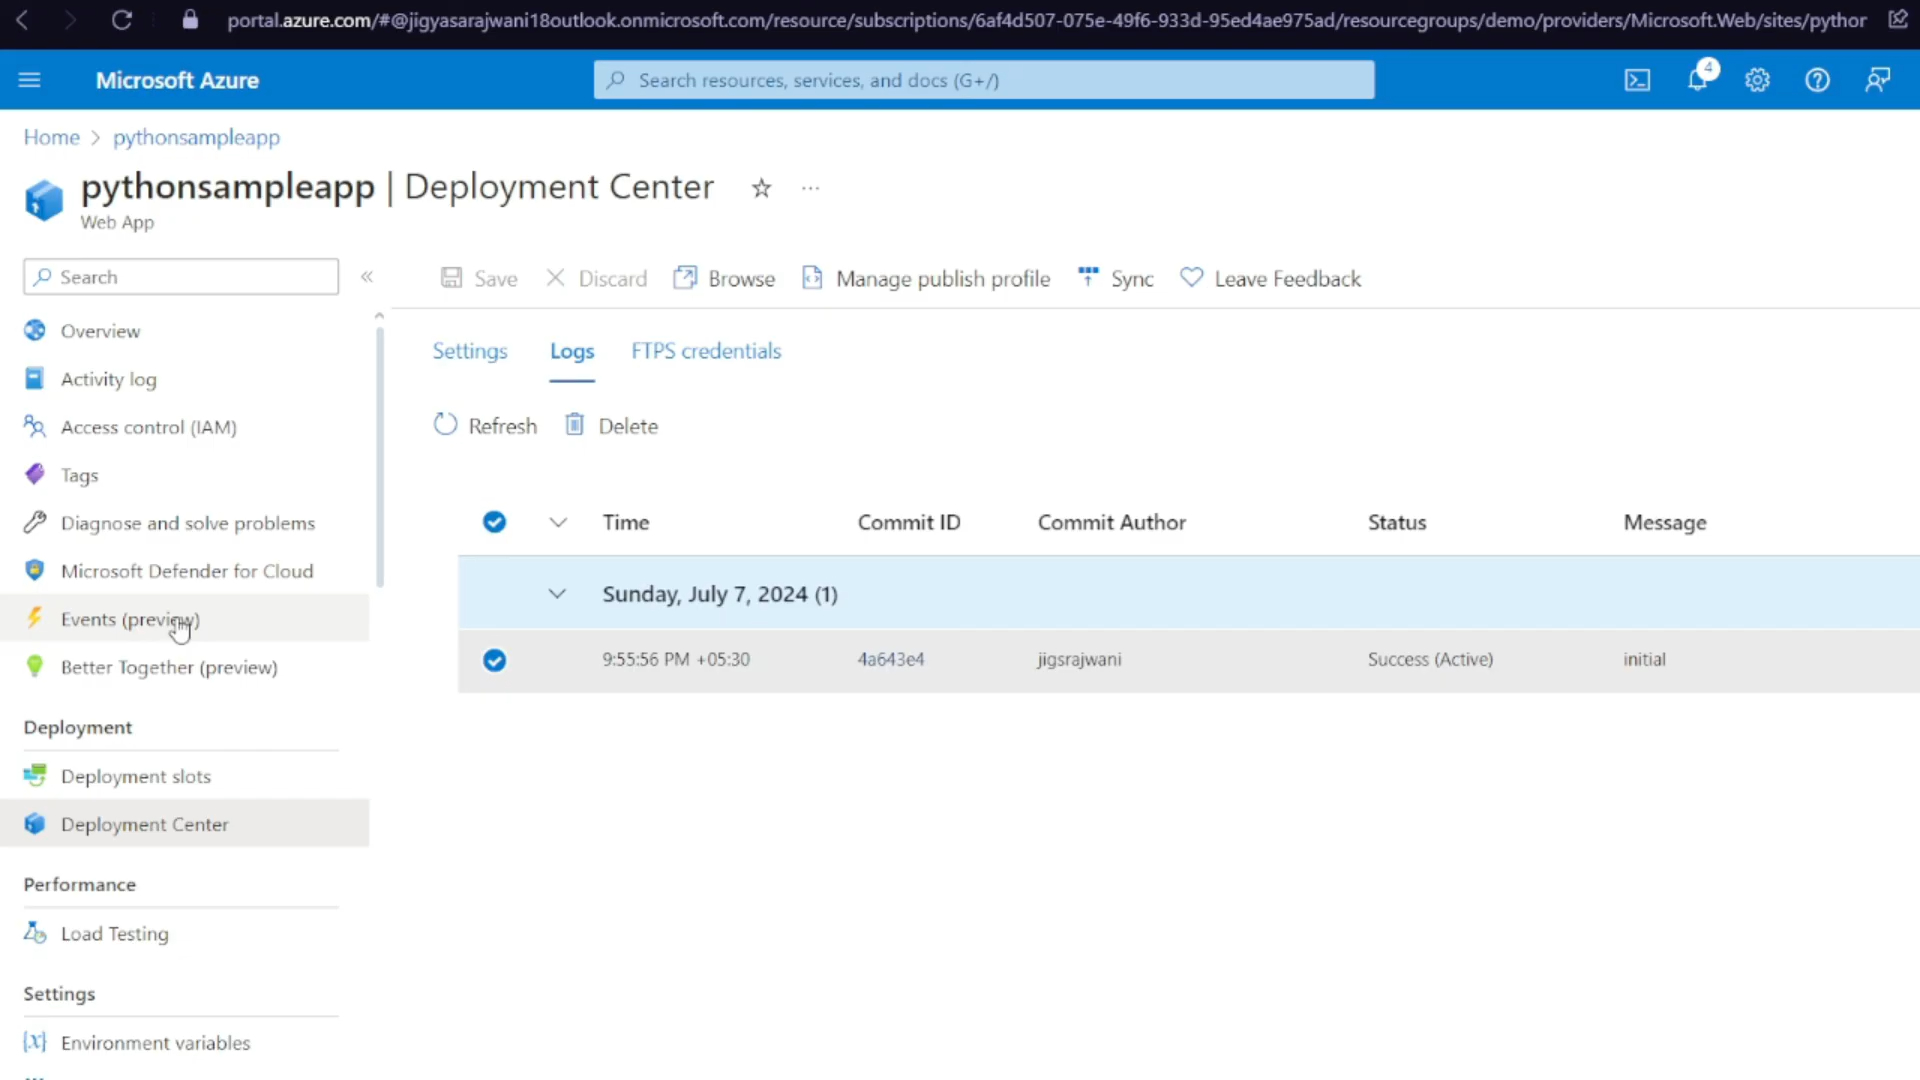 portal.azure.com/#@jigyasarajwani18outlook.onmicrosoft.com/resource/subscriptions/6af4d507-075e-49f6-933d-95ed4ae975ad/resourcegroups/demo/providers/Microsoft.Web/sites/pythor
Microsoft Azure
Search resources, services, and docs (G+/)
4
Home > pythonsampleapp
pythonsampleapp | Deployment Center
Web App
Search
Save
Discard
Browse
Manage publish profile
Sync
Leave Feedback
Overview
Activity log
Access control (IAM)
Tags
Diagnose and solve problems
Microsoft Defender for Cloud
Events (preview)
Better Together (preview)
Deployment
Deployment slots
Deployment Center
Performance
Load Testing
Settings
Environment variables
Settings
Logs
FTPS credentials
Refresh
Delete
Time Commit ID Commit Author Status Message
Sunday, July 7, 2024 (1)
9:55:56 PM +05:30 4a643e4 jigsrajwani Success (Active) initial